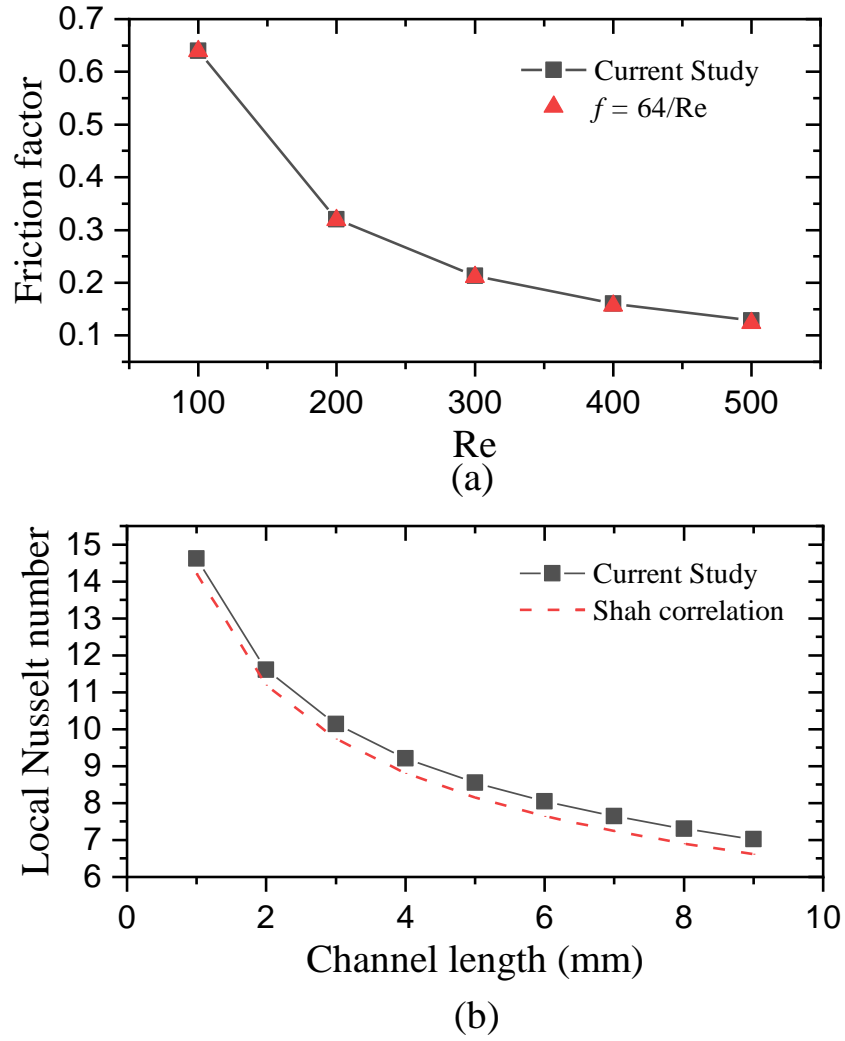 0.7
0.6
0.5
0.4
0.3
0.2
0.1
Friction factor
Current Study
f = 64/Re
100 200 300 400 500
Re
(a)
15
14
13
12
11
10
9
8
7
6
Local Nusselt number
Current Study
Shah correlation
0 2 4 6 8 10
Channel length (mm)
(b)